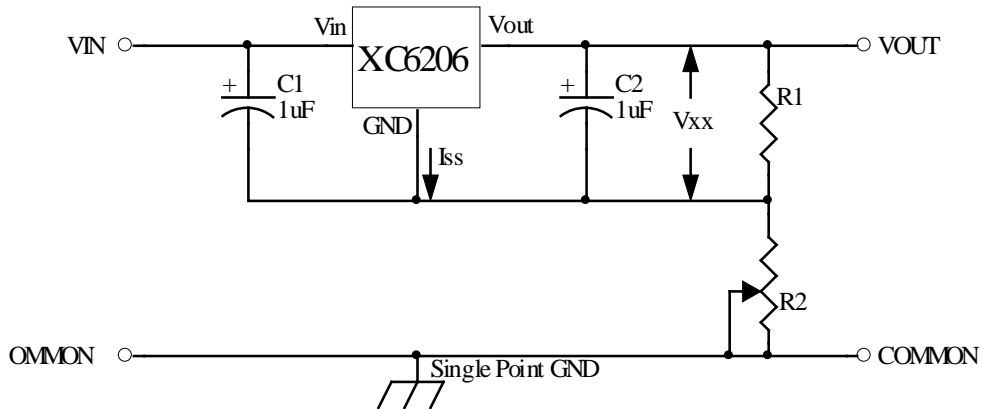 VIN
Vin
XC6206
Vout
VOUT
+
C1
1uF
GND
Iss
+
C2
1uF
Vxx
R1
R2
OMMON
Single Point GND
COMMON